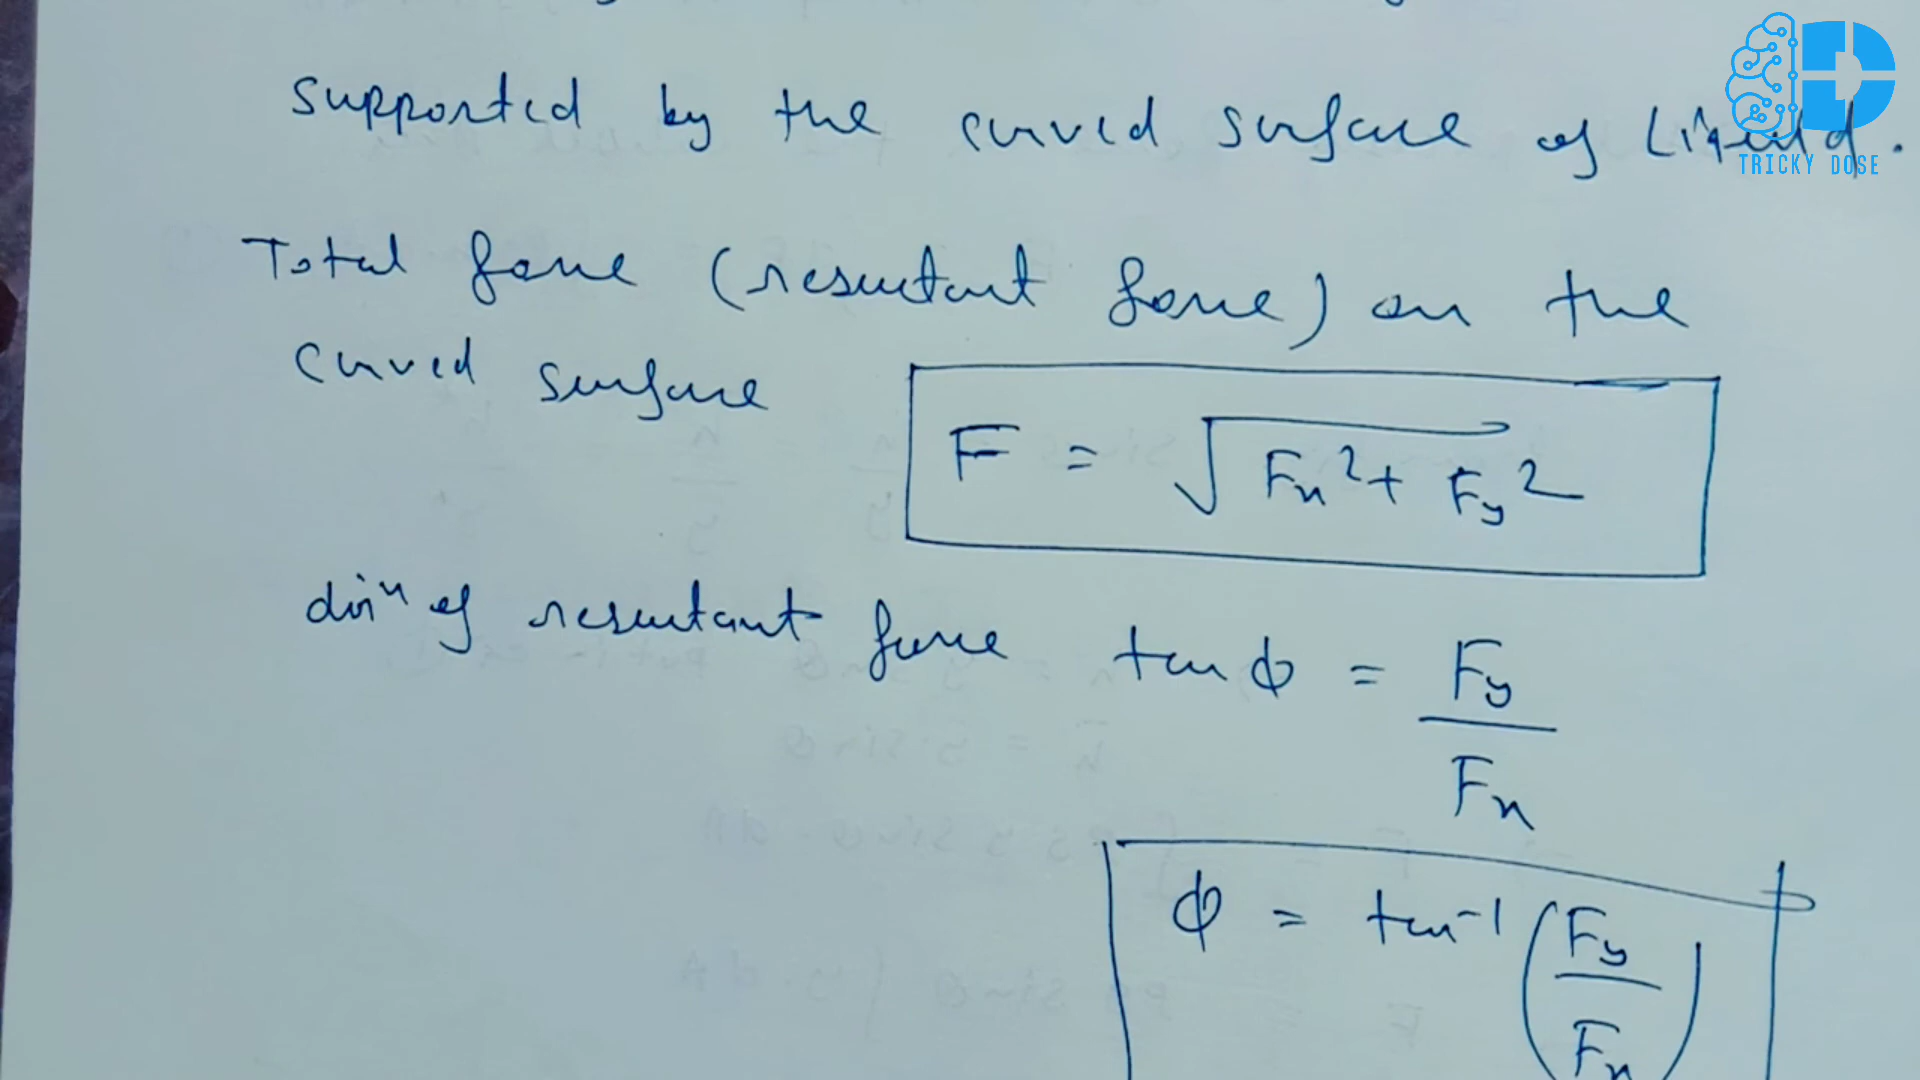 supported by the curved surface of Liquid.
TRICKY DOSE
Total force (resultant force) on the
curved surface
F = √Fx² + Fy²
dirⁿ of resultant force tan ϕ = Fy/Fx
ϕ = tan⁻¹ (Fy/Fx)